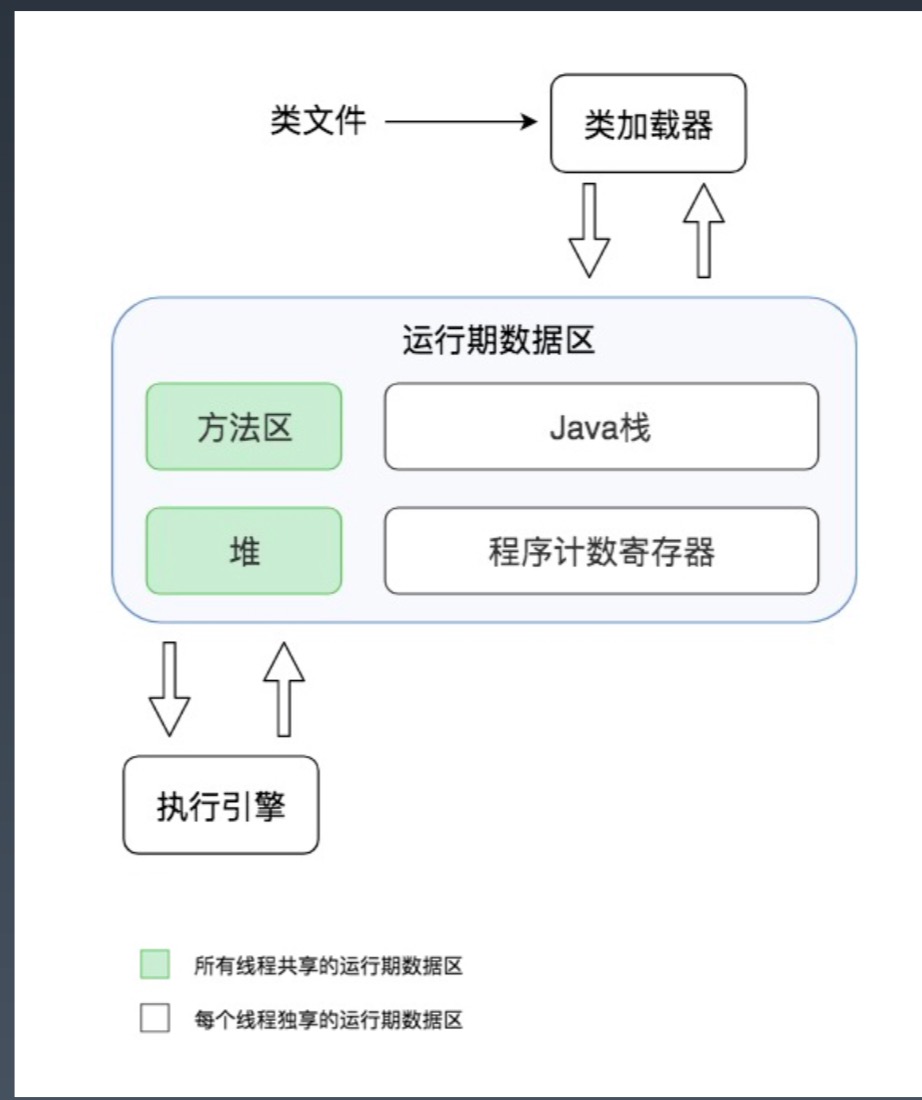 类文件
类加载器
运行期数据区
方法区
Java栈
堆
程序计数寄存器
执行引擎
所有线程共享的运行期数据区
每个线程独享的运行期数据区